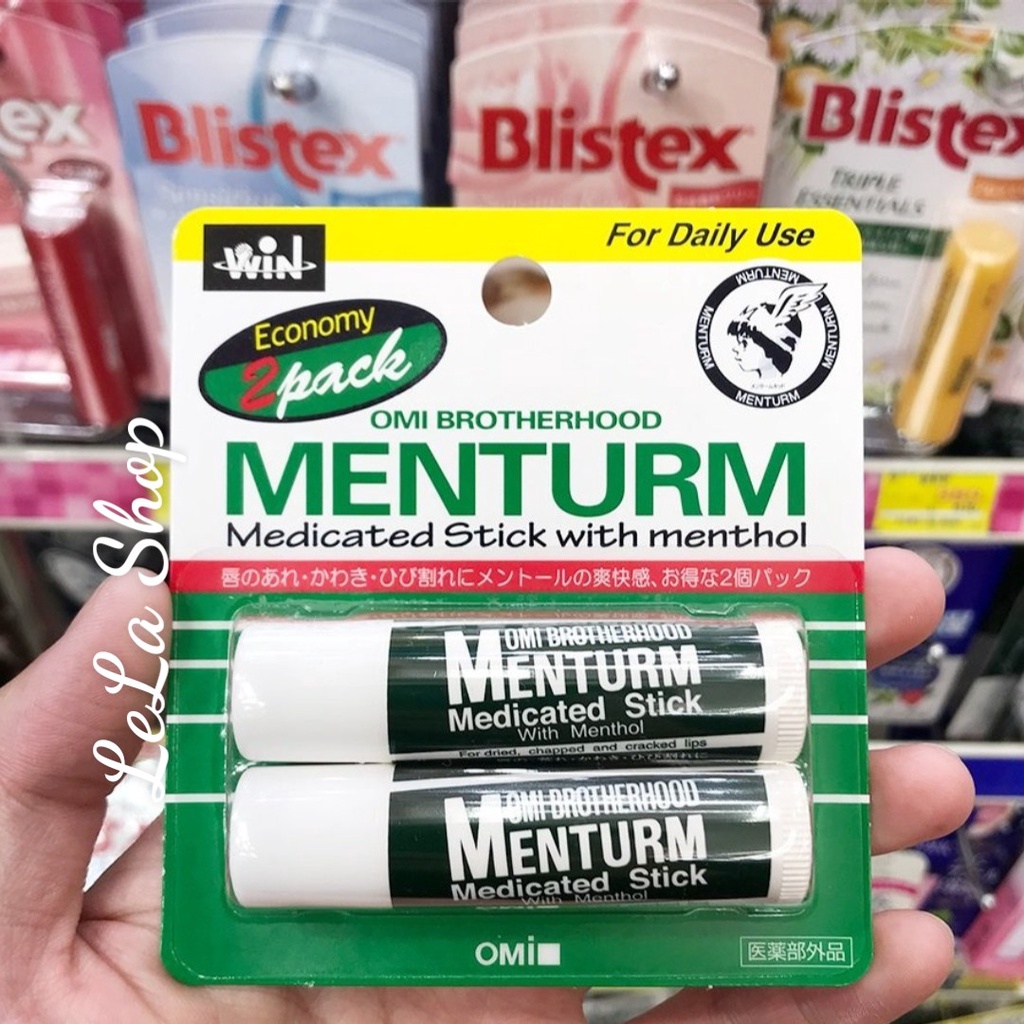 ex
Blistex
Blistex
Blistex
TRIPLE
ESSENTIALS
WIN
For Daily Use
Economy
2pack
MENTURM
MENTURM
MENTURM
MENTURM
OMI BROTHERHOOD
MENTURM
Medicated Stick with menthol
唇のあれ・かわき・ひび割れにメントールの爽快感、お得な2個パック
OMI BROTHERHOOD
MENTURM
Medicated Stick
With Menthol
For dried, chapped and cracked lips
OMI BROTHERHOOD
MENTURM
Medicated Stick
With Menthol
OMi
医薬部外品
LeLa Shop